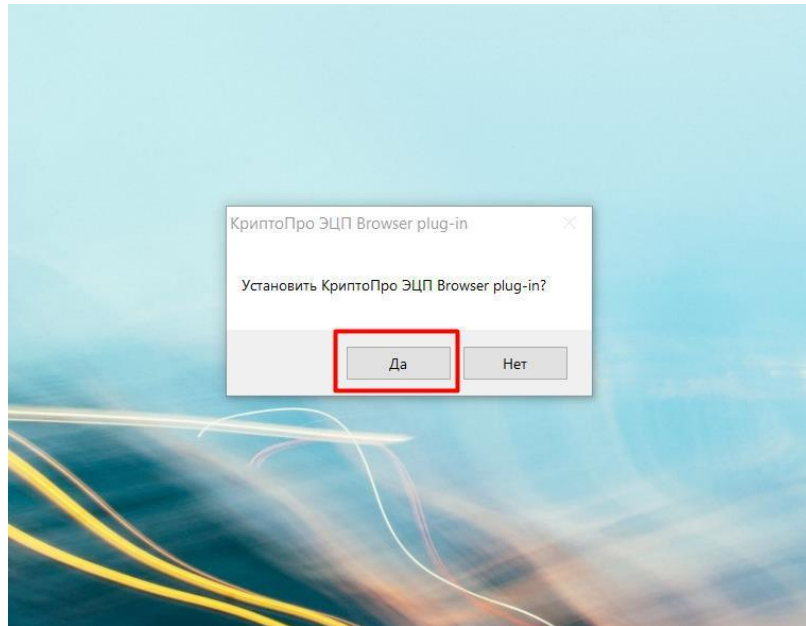 КриптоПро ЭЦП Browser plug-in
Установить КриптоПро ЭЦП Browser plug-in?
Да
Нет